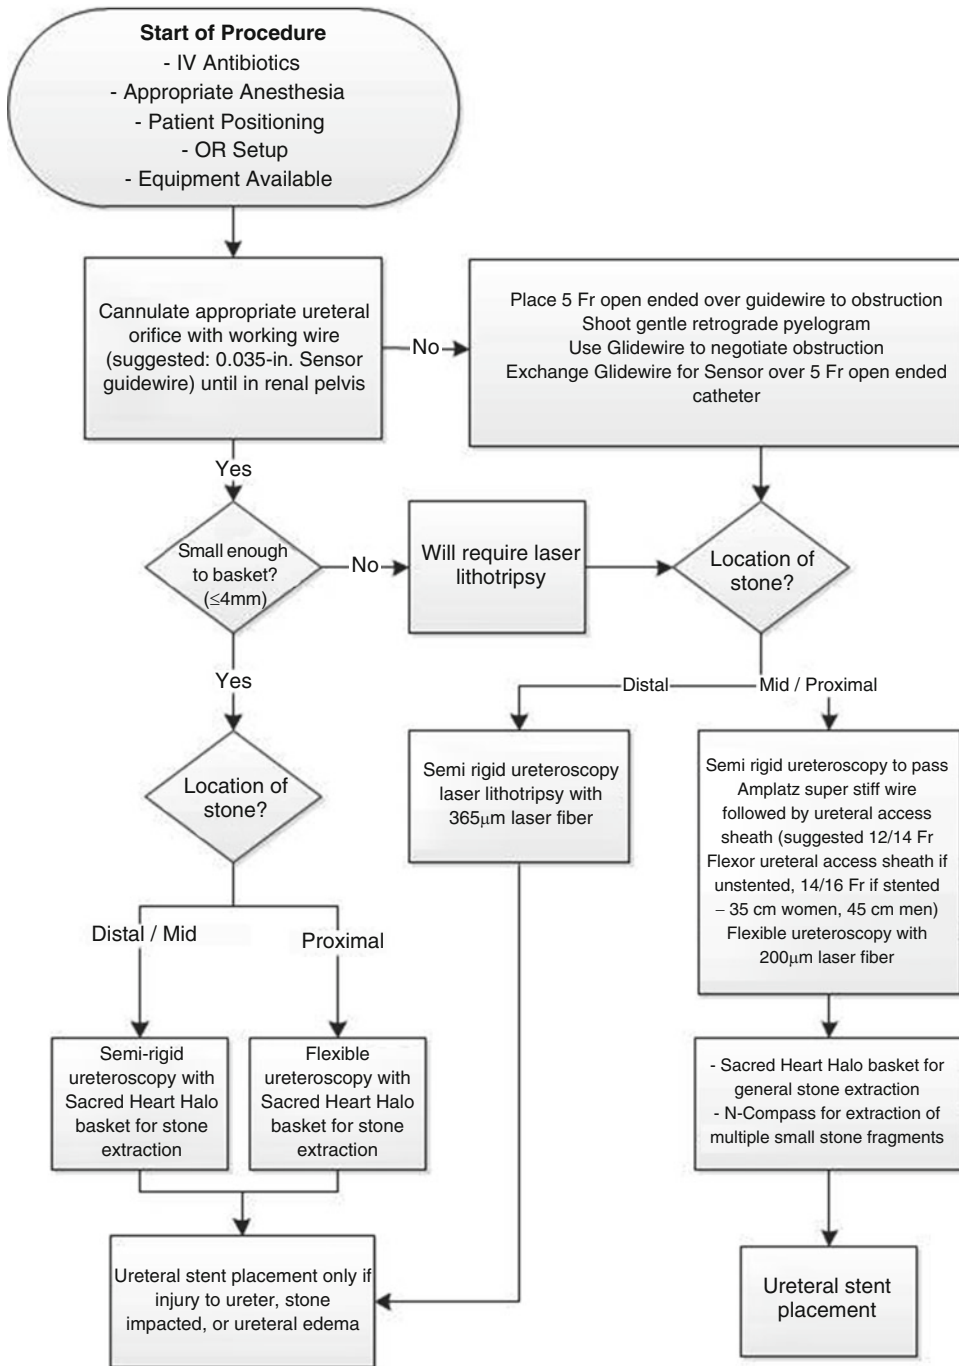 Start of Procedure
- IV Antibiotics
- Appropriate Anesthesia
- Patient Positioning
- OR Setup
- Equipment Available
Cannulate appropriate ureteral
orifice with working wire
(suggested: 0.035-in. Sensor
guidewire) until in renal pelvis
No
Place 5 Fr open ended over guidewire to obstruction
Shoot gentle retrograde pyelogram
Use Glidewire to negotiate obstruction
Exchange Glidewire for Sensor over 5 Fr open ended
catheter
Yes
Small enough
to basket?
(≤4mm)
No
Will require laser
lithotripsy
Location of
stone?
Yes
Distal
Mid / Proximal
Location of
stone?
Semi rigid ureteroscopy
laser lithotripsy with
365μm laser fiber
Semi rigid ureteroscopy to pass
Amplatz super stiff wire
followed by ureteral access
sheath (suggested 12/14 Fr
Flexor ureteral access sheath if
unstented, 14/16 Fr if stented
– 35 cm women, 45 cm men)
Flexible ureteroscopy with
200μm laser fiber
Distal / Mid
Proximal
Semi-rigid
ureteroscopy with
Sacred Heart Halo
basket for stone
extraction
Flexible
ureteroscopy with
Sacred Heart Halo
basket for stone
extraction
- Sacred Heart Halo basket for
general stone extraction
- N-Compass for extraction of
multiple small stone fragments
Ureteral stent placement only if
injury to ureter, stone
impacted, or ureteral edema
Ureteral stent
placement